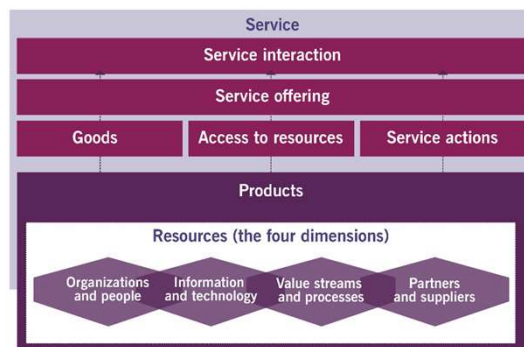 Service
Service interaction
Service offering
Goods
Access to resources
Service actions
Products
Resources (the four dimensions)
Organizations
and people
Information
and technology
Value streams
and processes
Partners
and suppliers